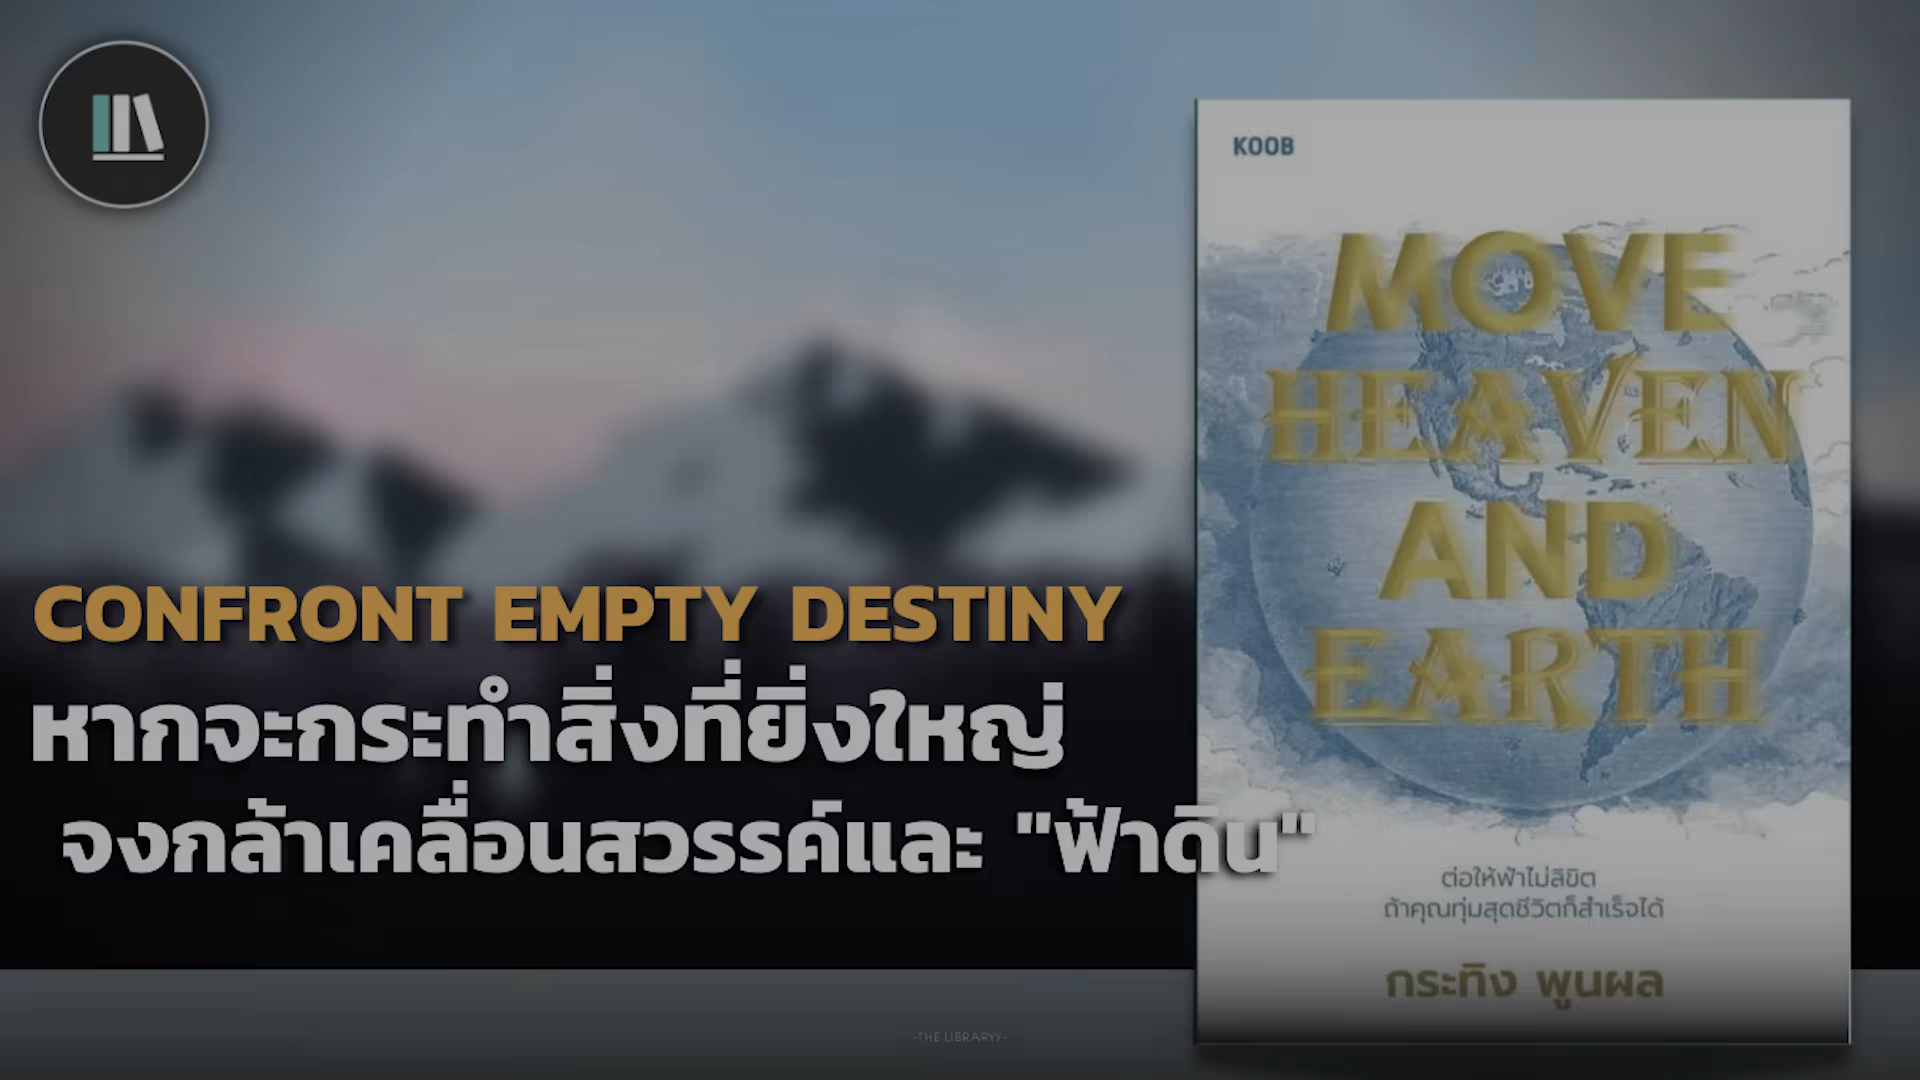 CONFRONT EMPTY DESTINY
หากจะกระทำสิ่งที่ยิ่งใหญ่
จงกล้าเคลื่อนสวรรค์และ "ฟ้าดิน"
KOOB
MOVE
HEAVEN
AND
EARTH
ต่อให้ฟ้าไม่ลิขิต
ถ้าคุณทุ่มสุดชีวิตก็สำเร็จได้
กระทิง พูนผล
-THE LIBRARYY-